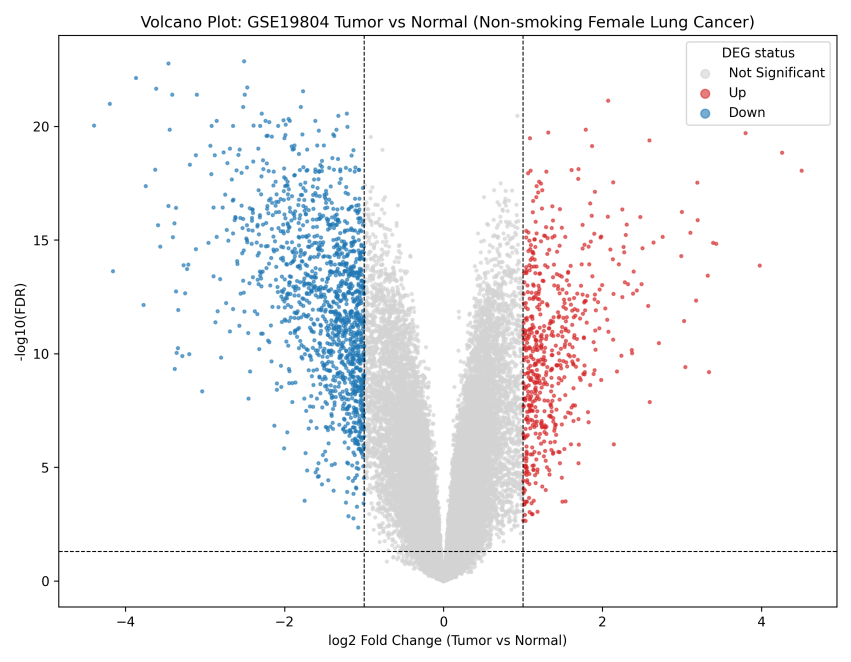 Volcano Plot: GSE19804 Tumor vs Normal (Non-smoking Female Lung Cancer)
DEG status
Not Significant
Up
Down
-log10(FDR)
20
15
10
5
0
−4
−2
0
2
4
log2 Fold Change (Tumor vs Normal)